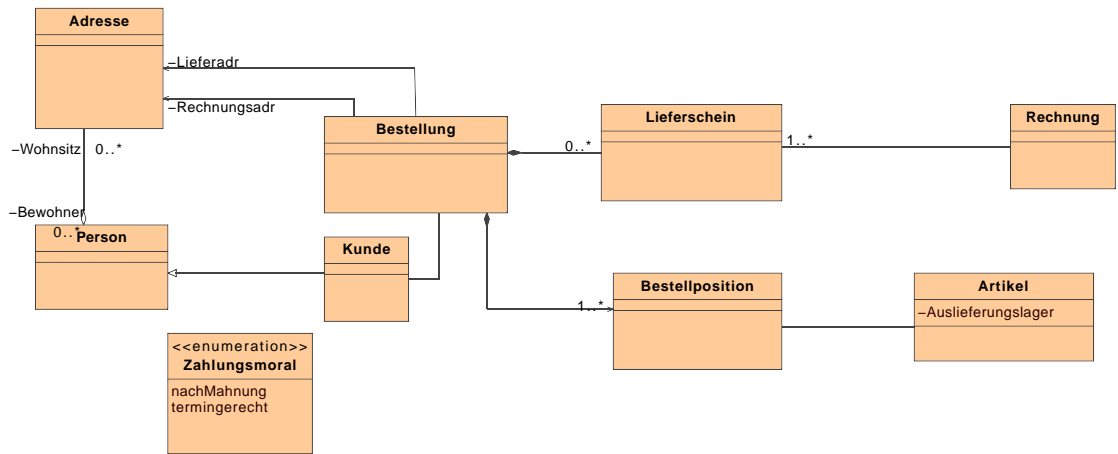 Adresse
−Lieferadr
−Rechnungsadr
Bestellung
Lieferschein
Rechnung
0..*
1..*
−Wohnsitz 0..*
−Bewohner
0..*
Person
Kunde
Bestellposition
Artikel
−Auslieferungslager
1..*
<<enumeration>>
Zahlungsmoral
nachMahnung
termingerecht